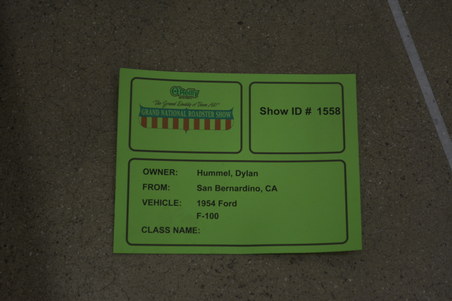 "The Grand Daddy of Them All"
GRAND NATIONAL ROADSTER SHOW
Show ID # 1558
OWNER: Hummel, Dylan
FROM: San Bernardino, CA
VEHICLE: 1954 Ford
F-100
CLASS NAME: